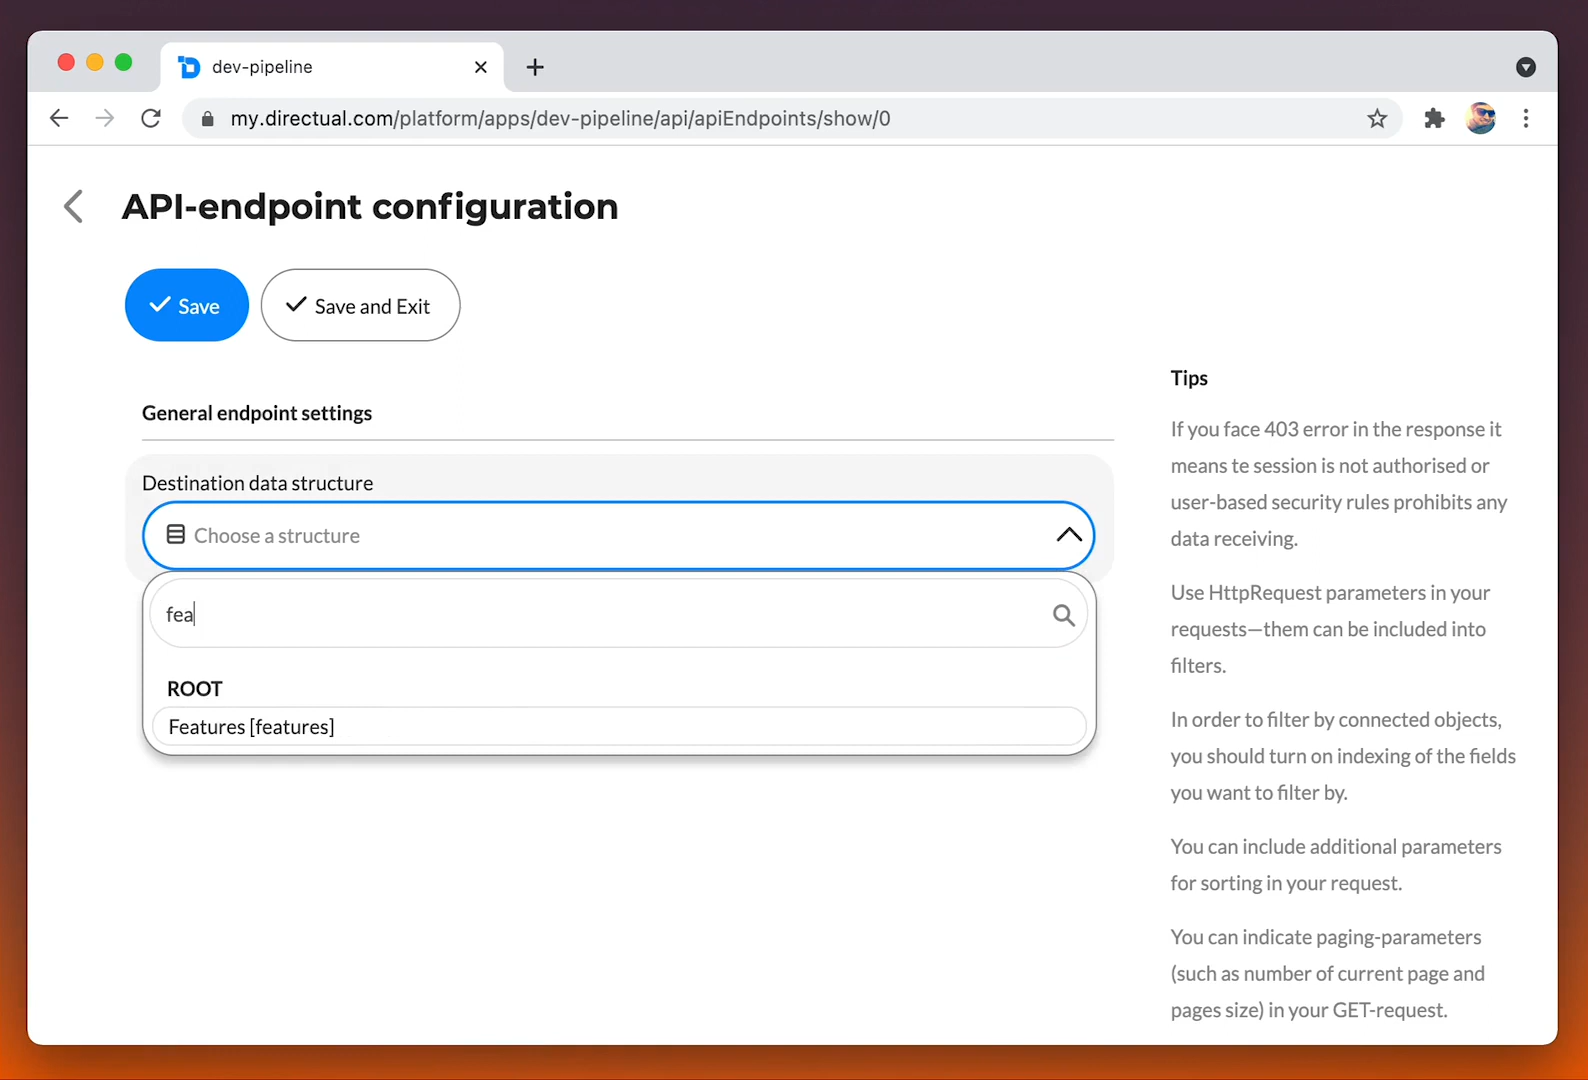 dev-pipeline
my.directual.com/platform/apps/dev-pipeline/api/apiEndpoints/show/0
API-endpoint configuration
Save
Save and Exit
General endpoint settings
Destination data structure
Choose a structure
fea
ROOT
Features [features]
Tips
If you face 403 error in the response it
means te session is not authorised or
user-based security rules prohibits any
data receiving.
Use HttpRequest parameters in your
requests—them can be included into
filters.
In order to filter by connected objects,
you should turn on indexing of the fields
you want to filter by.
You can include additional parameters
for sorting in your request.
You can indicate paging-parameters
(such as number of current page and
pages size) in your GET-request.